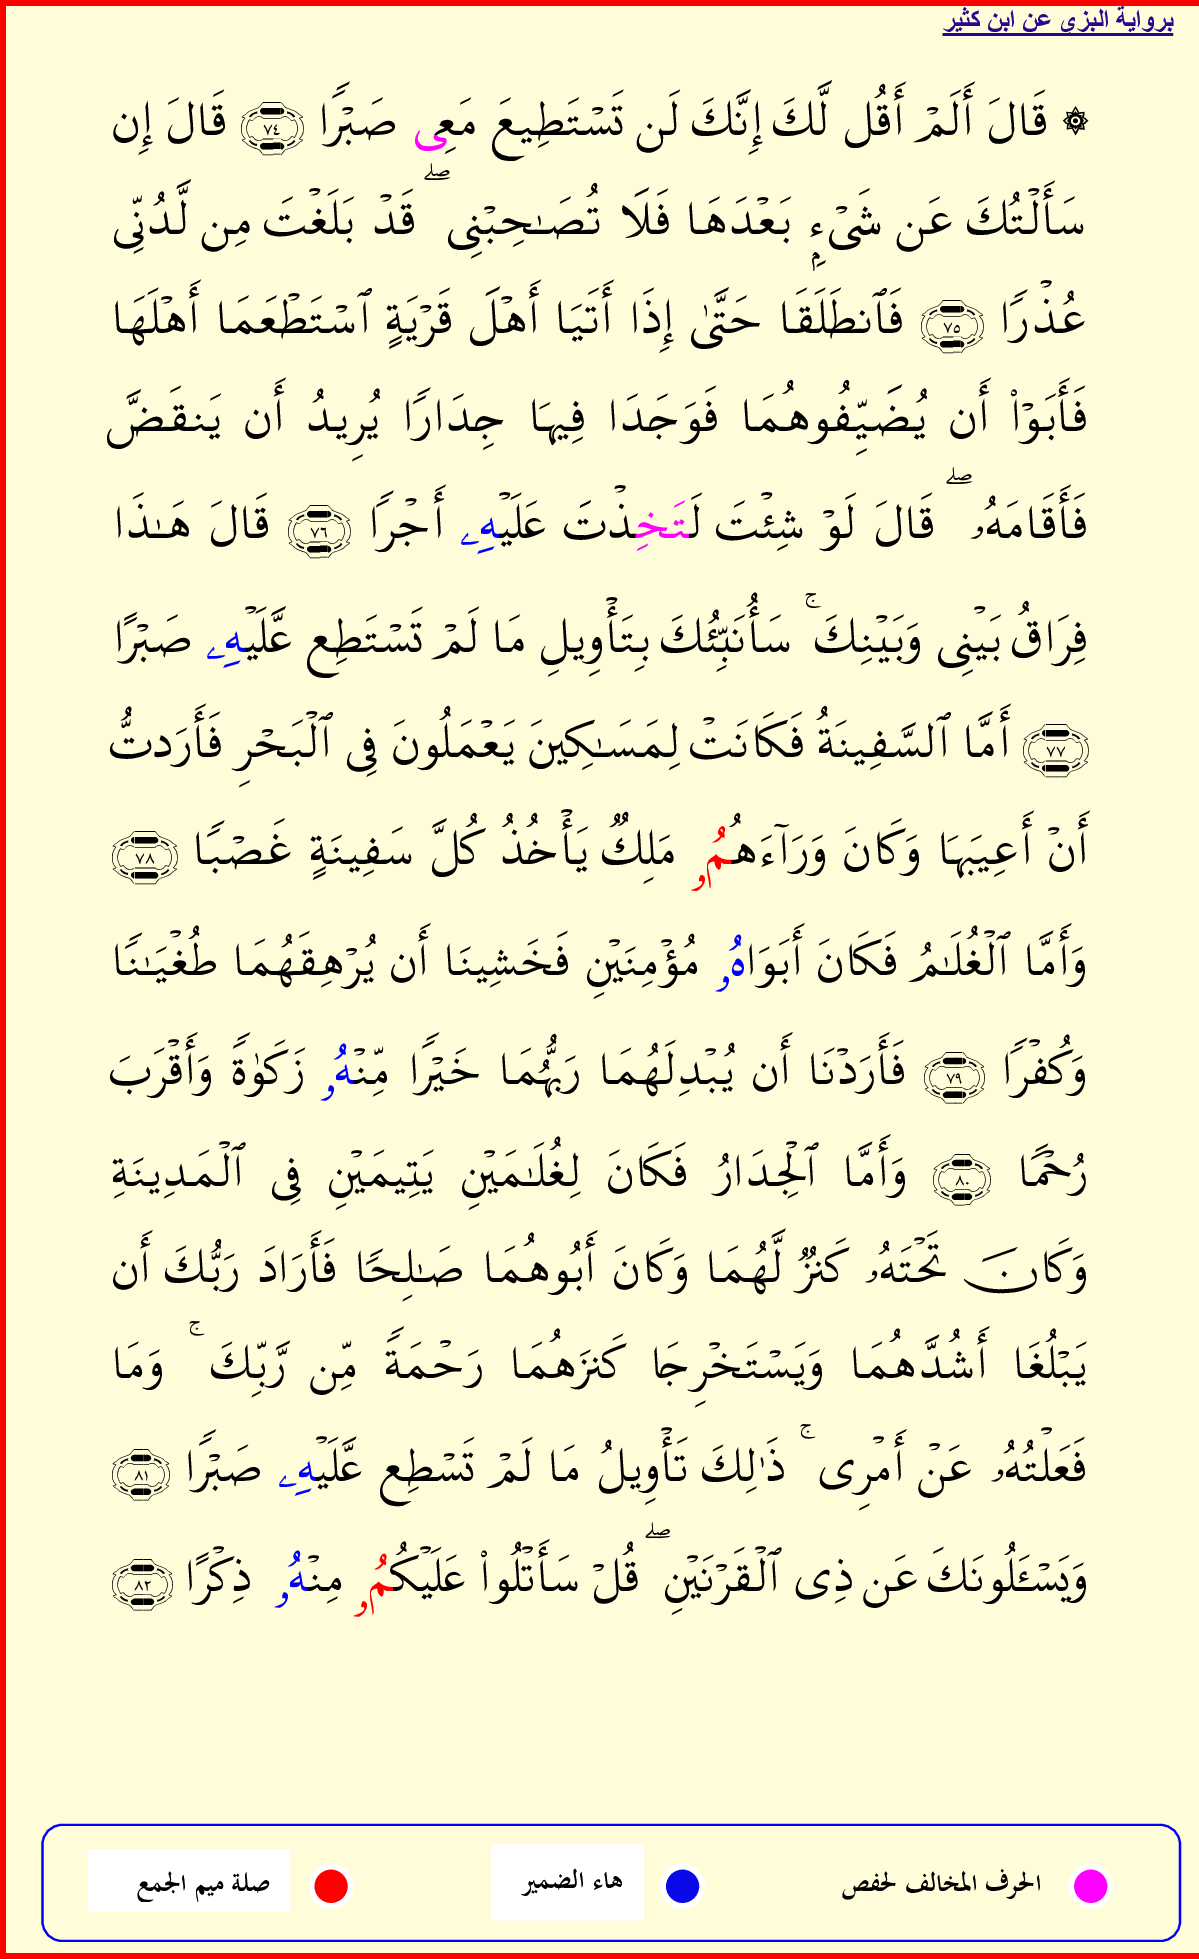 برواية البزى عن ابن كثير
۞ قَالَ أَلَمْ أَقُل لَّكَ إِنَّكَ لَن تَسْتَطِيعَ مَعِى صَبْرًا ٧٤ قَالَ إِن
سَأَلْتُكَ عَن شَىْءٍۭ بَعْدَهَا فَلَا تُصَـٰحِبْنِى ۖ قَدْ بَلَغْتَ مِن لَّدُنِّى
عُذْرًا ٧٥ فَٱنطَلَقَا حَتَّىٰ إِذَا أَتَيَا أَهْلَ قَرْيَةٍ ٱسْتَطْعَمَا أَهْلَهَا
فَأَبَوْا۟ أَن يُضَيِّفُوهُمَا فَوَجَدَا فِيهَا جِدَارًا يُرِيدُ أَن يَنقَضَّ
فَأَقَامَهُۥ ۖ قَالَ لَوْ شِئْتَ لَتَخِذْتَ عَلَيْهِۦ أَجْرًا ٧٦ قَالَ هَـٰذَا
فِرَاقُ بَيْنِى وَبَيْنِكَ ۚ سَأُنَبِّئُكَ بِتَأْوِيلِ مَا لَمْ تَسْتَطِع عَّلَيْهِۦ صَبْرًا
٧٧ أَمَّا ٱلسَّفِينَةُ فَكَانَتْ لِمَسَـٰكِينَ يَعْمَلُونَ فِى ٱلْبَحْرِ فَأَرَدتُّ
أَنْ أَعِيبَهَا وَكَانَ وَرَآءَهُمُۥ مَلِكٌ يَأْخُذُ كُلَّ سَفِينَةٍ غَصْبًا ٧٨
وَأَمَّا ٱلْغُلَـٰمُ فَكَانَ أَبَوَاهُۥ مُؤْمِنَيْنِ فَخَشِينَا أَن يُرْهِقَهُمَا طُغْيَـٰنًا
وَكُفْرًا ٧٩ فَأَرَدْنَا أَن يُبْدِلَهُمَا رَبُّهُمَا خَيْرًا مِّنْهُۥ زَكَوٰةً وَأَقْرَبَ
رُحْمًا ٨٠ وَأَمَّا ٱلْجِدَارُ فَكَانَ لِغُلَـٰمَيْنِ يَتِيمَيْنِ فِى ٱلْمَدِينَةِ
وَكَانَ تَحْتَهُۥ كَنزٌ لَّهُمَا وَكَانَ أَبُوهُمَا صَـٰلِحًا فَأَرَادَ رَبُّكَ أَن
يَبْلُغَا أَشُدَّهُمَا وَيَسْتَخْرِجَا كَنزَهُمَا رَحْمَةً مِّن رَّبِّكَ ۚ وَمَا
فَعَلْتُهُۥ عَنْ أَمْرِى ۚ ذَٰلِكَ تَأْوِيلُ مَا لَمْ تَسْطِع عَّلَيْهِۦ صَبْرًا ٨١
وَيَسْـَٔلُونَكَ عَن ذِى ٱلْقَرْنَيْنِ ۖ قُلْ سَأَتْلُوا۟ عَلَيْكُمُۥ مِنْهُۥ ذِكْرًا ٨٢
الحرف المخالف لحفص هاء الضمير صلة ميم الجمع